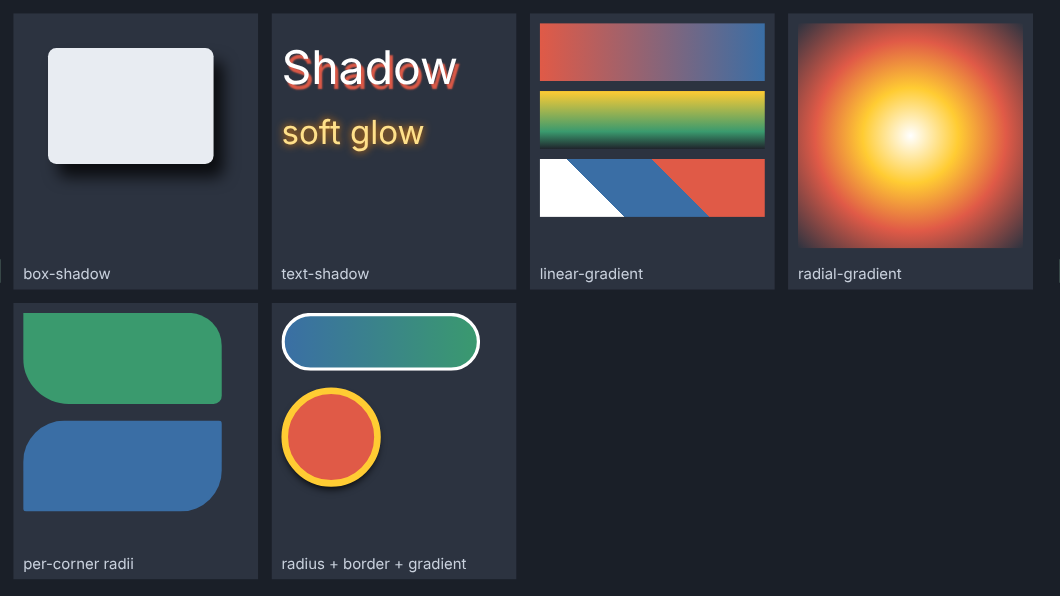 Shadow
soft glow
box-shadow
text-shadow
linear-gradient
radial-gradient
per-corner radii
radius + border + gradient